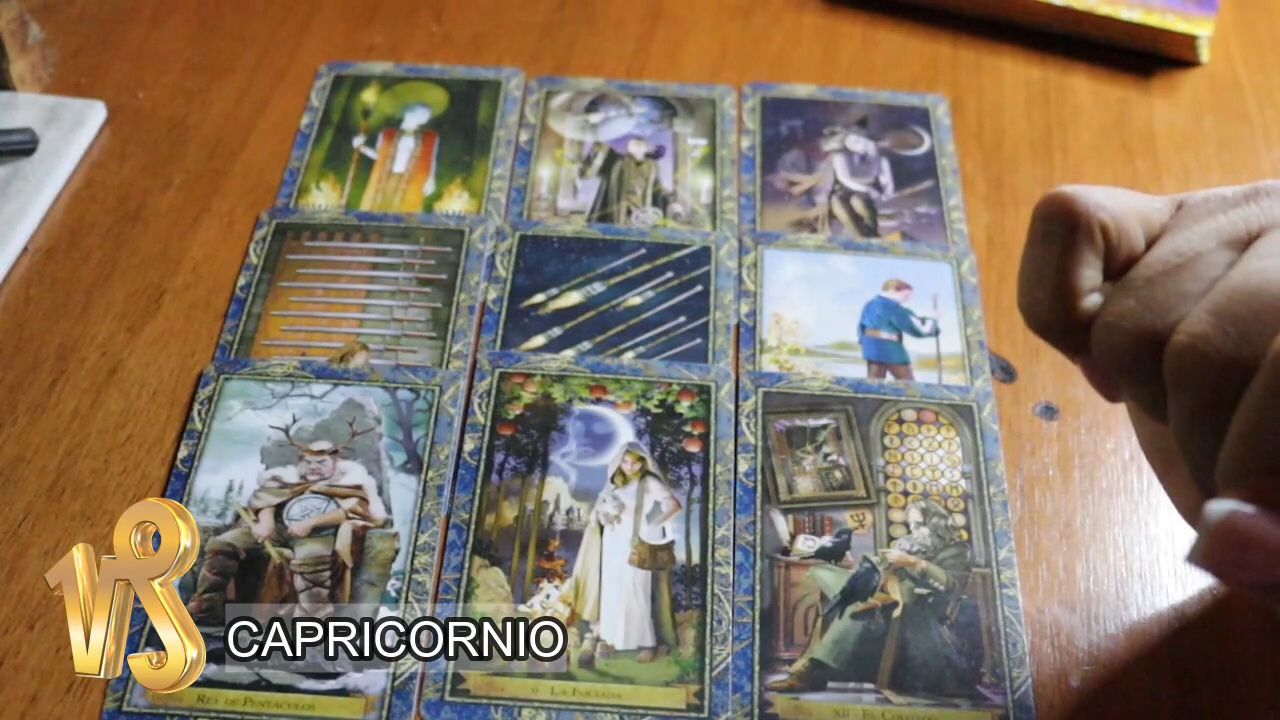 CAPRICORNIO
REY DE PENTÁCULOS
0 - LA INICIADA
XII - EL COLGADO